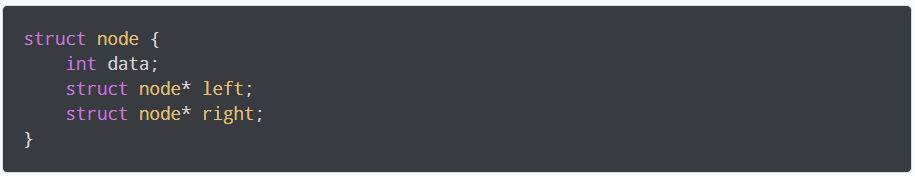 struct node {
    int data;
    struct node* left;
    struct node* right;
}